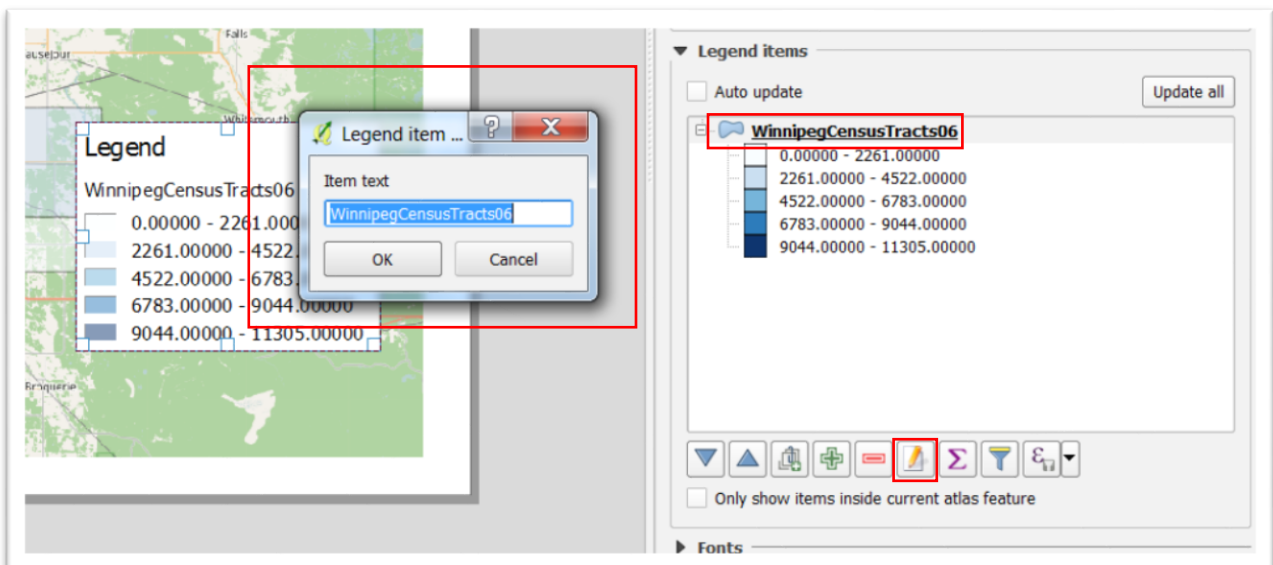 Falls
ausejour
Whitemouth
Legend
WinnipegCensusTracts06
0.00000 - 2261.000
2261.00000 - 4522.
4522.00000 - 6783.
6783.00000 - 9044.00000
9044.00000 - 11305.00000
Broquerie
Legend item ...
Item text
WinnipegCensusTracts06
OK
Cancel
Legend items
Auto update
Update all
WinnipegCensusTracts06
0.00000 - 2261.00000
2261.00000 - 4522.00000
4522.00000 - 6783.00000
6783.00000 - 9044.00000
9044.00000 - 11305.00000
Only show items inside current atlas feature
Fonts